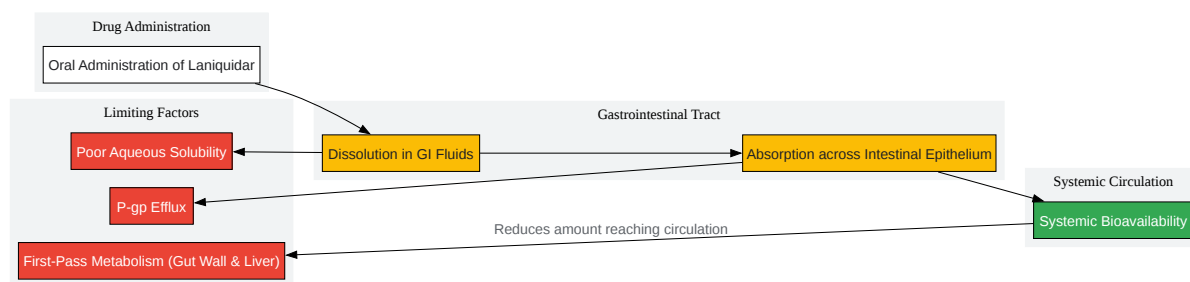 Drug Administration
Oral Administration of Laniquidar
Limiting Factors
Poor Aqueous Solubility
P-gp Efflux
First-Pass Metabolism (Gut Wall & Liver)
Gastrointestinal Tract
Dissolution in GI Fluids
Absorption across Intestinal Epithelium
Systemic Circulation
Systemic Bioavailability
Reduces amount reaching circulation